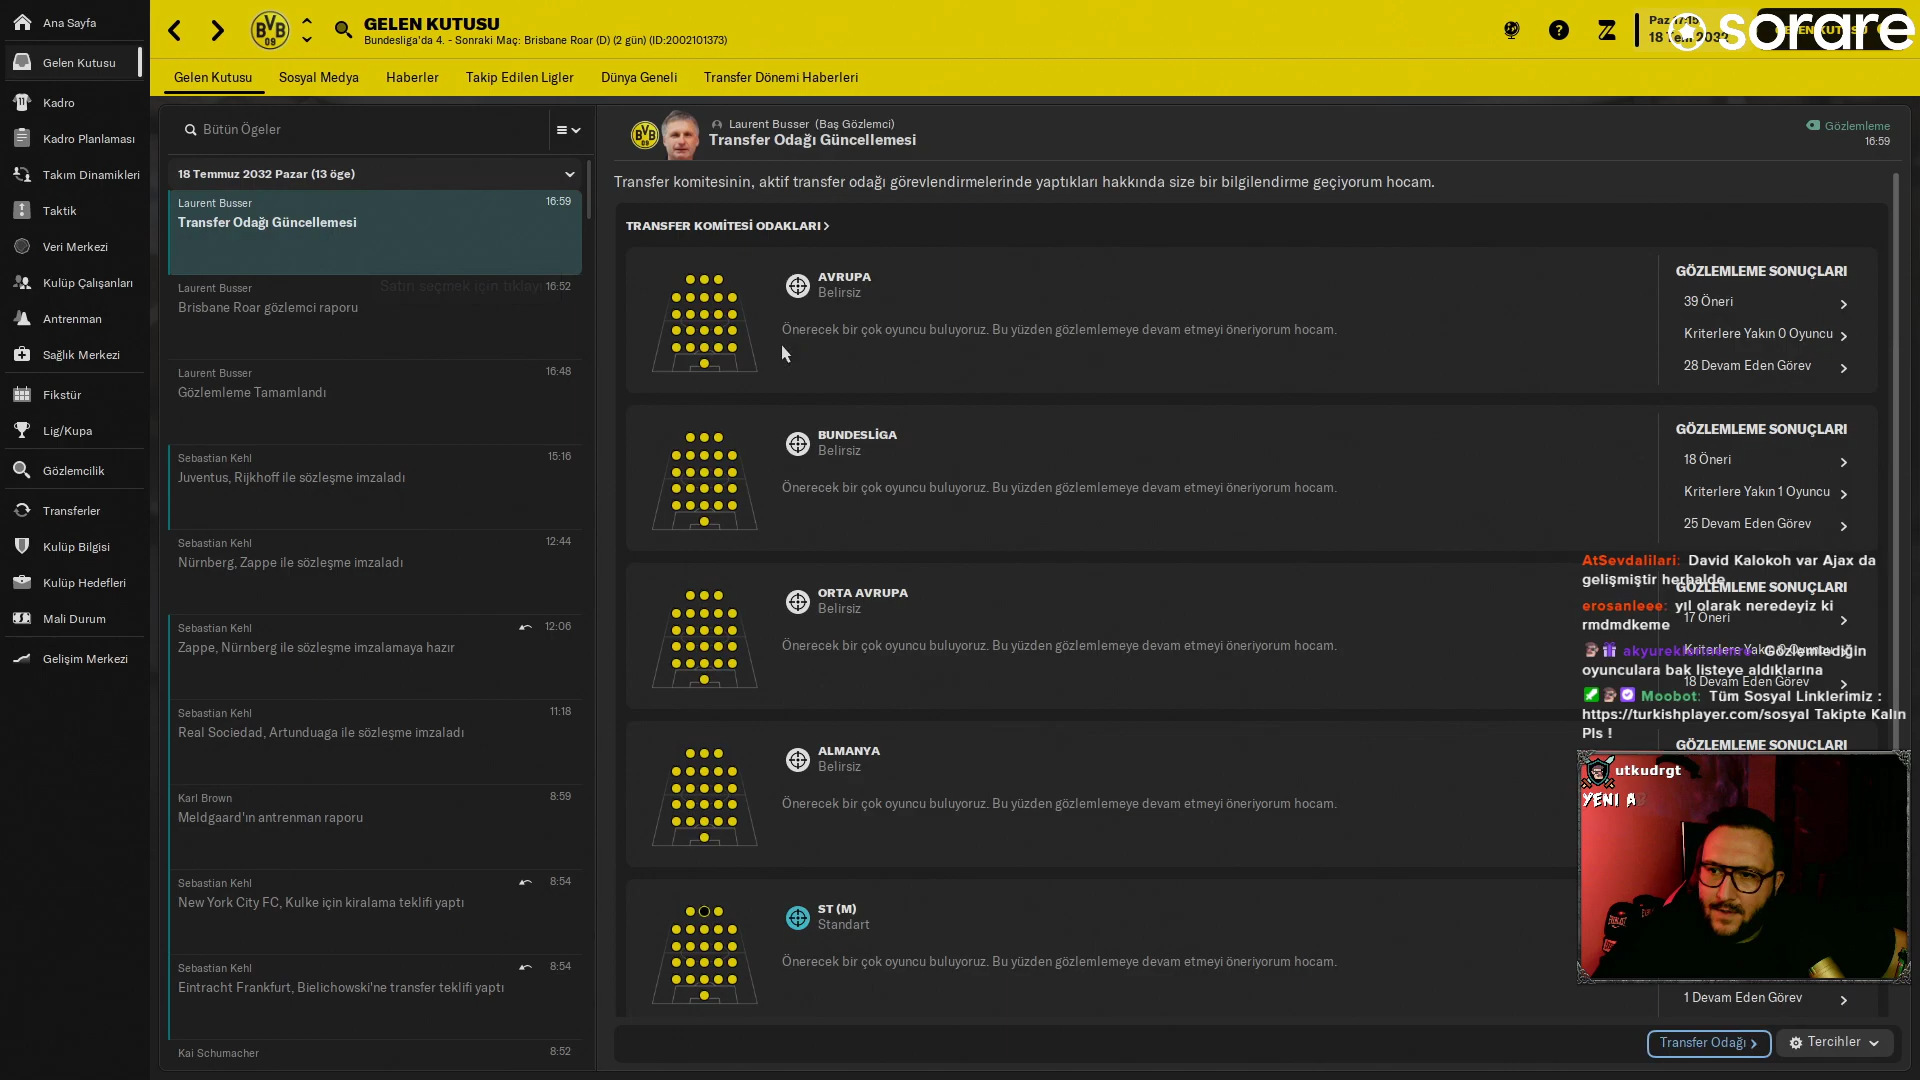 Ana Sayfa
Gelen Kutusu
Kadro
Kadro Planlaması
Takım Dinamikleri
Taktik
Veri Merkezi
Kulüp Çalışanları
Antrenman
Sağlık Merkezi
Fikstür
Lig/Kupa
Gözlemcilik
Transferler
Kulüp Bilgisi
Kulüp Hedefleri
Mali Durum
Gelişim Merkezi
BVB
09
GELEN KUTUSU
Bundesliga'da 4. - Sonraki Maç: Brisbane Roar (D) (2 gün) (ID:2002101373)
Paz 17:15
18 Tem 2032
sorare
Gelen Kutusu
Sosyal Medya
Haberler
Takip Edilen Ligler
Dünya Geneli
Transfer Dönemi Haberleri
Bütün Ögeler
18 Temmuz 2032 Pazar (13 öge)
Laurent Busser 16:59
Transfer Odağı Güncellemesi
Satırı seçmek için tıklayı
Laurent Busser 16:52
Brisbane Roar gözlemci raporu
Laurent Busser 16:48
Gözlemleme Tamamlandı
Sebastian Kehl 15:16
Juventus, Rijkhoff ile sözleşme imzaladı
Sebastian Kehl 12:44
Nürnberg, Zappe ile sözleşme imzaladı
Sebastian Kehl 12:06
Zappe, Nürnberg ile sözleşme imzalamaya hazır
Sebastian Kehl 11:18
Real Sociedad, Artunduaga ile sözleşme imzaladı
Karl Brown 8:59
Meldgaard'ın antrenman raporu
Sebastian Kehl 8:54
New York City FC, Kulke için kiralama teklifi yaptı
Sebastian Kehl 8:54
Eintracht Frankfurt, Bielichowski'ne transfer teklifi yaptı
Kai Schumacher 8:52
Laurent Busser (Baş Gözlemci)
Transfer Odağı Güncellemesi
Gözlemleme
16:59
Transfer komitesinin, aktif transfer odağı görevlendirmelerinde yaptıkları hakkında size bir bilgilendirme geçiyorum hocam.
TRANSFER KOMİTESİ ODAKLARI
AVRUPA
Belirsiz
Önerecek bir çok oyuncu buluyoruz. Bu yüzden gözlemlemeye devam etmeyi öneriyorum hocam.
GÖZLEMLEME SONUÇLARI
39 Öneri
Kriterlere Yakın 0 Oyuncu
28 Devam Eden Görev
BUNDESLİGA
Belirsiz
Önerecek bir çok oyuncu buluyoruz. Bu yüzden gözlemlemeye devam etmeyi öneriyorum hocam.
GÖZLEMLEME SONUÇLARI
18 Öneri
Kriterlere Yakın 1 Oyuncu
25 Devam Eden Görev
ORTA AVRUPA
Belirsiz
Önerecek bir çok oyuncu buluyoruz. Bu yüzden gözlemlemeye devam etmeyi öneriyorum hocam.
GÖZLEMLEME SONUÇLARI
17 Öneri
18 Devam Eden Görev
AtSevdalilari: David Kalokoh var Ajax da
gelişmiştir herhalde
erosanleee: yıl olarak neredeyiz ki
rmdmdkeme
Gözlemlediğin
oyunculara bak listeye aldıklarına
Moobot: Tüm Sosyal Linklerimiz :
https://turkishplayer.com/sosyal Takipte Kalın
Pls !
ALMANYA
Belirsiz
Önerecek bir çok oyuncu buluyoruz. Bu yüzden gözlemlemeye devam etmeyi öneriyorum hocam.
GÖZLEMLEME SONUÇLARI
utkudrgt
YENI A
ST (M)
Standart
Önerecek bir çok oyuncu buluyoruz. Bu yüzden gözlemlemeye devam etmeyi öneriyorum hocam.
1 Devam Eden Görev
Transfer Odağı
Tercihler